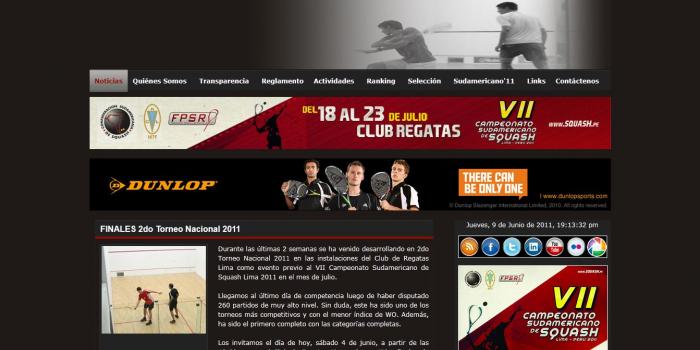 Noticias Quiénes Somos Transparencia Reglamento Actividades Ranking Selección Sudamericano'11 Links Contáctenos
FPSR
DEL 18 AL 23 DE JULIO
CLUB REGATAS
VII
CAMPEONATO
SUDAMERICANO
DE SQUASH
LIMA - PERU 2011
WWW.SQUASH.PE
DUNLOP
THERE CAN
BE ONLY ONE
www.dunlopsports.com
© Dunlop Slazenger International Limited, 2010. All rights reserved.
FINALES 2do Torneo Nacional 2011
Durante las últimas 2 semanas se ha venido desarrollando en 2do
Torneo Nacional 2011 en las instalaciones del Club de Regatas
Lima como evento previo al VII Campeonato Sudamericano de
Squash Lima 2011 en el mes de julio.
Llegamos al último día de competencia luego de haber disputado
260 partidos de muy alto nivel. Sin duda, este ha sido uno de los
torneos más competitivos y con el menor índice de WO. Además,
ha sido el primero completo con las categorías completas.
Los invitamos el día de hoy, sábado 4 de junio, a partir de las
Jueves, 9 de Junio de 2011, 19:13:32 pm
You
Tube
FPSR
WWW.SQUASH.PE
VII
CAMPEONATO
SUDAMERICANO
DE SQUASH
LIMA - PERU 2011